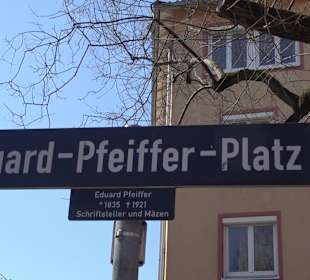 uard-Pfeiffer-Platz
Eduard Pfeiffer
* 1835 † 1921
Schriftsteller und Mäzen